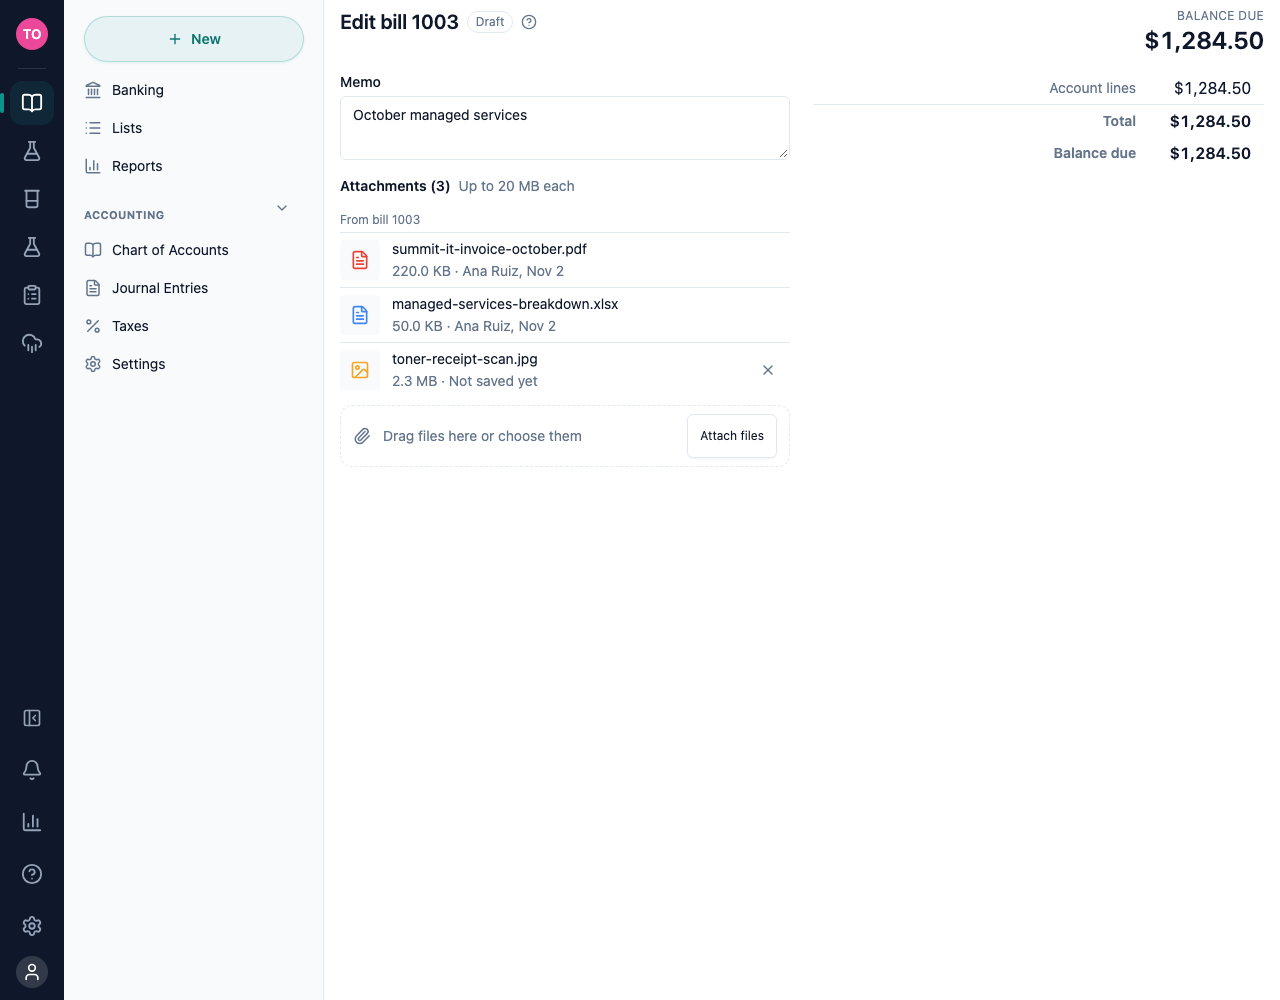 TO
New
Banking
Lists
Reports
ACCOUNTING
Chart of Accounts
Journal Entries
Taxes
Settings
Edit bill 1003 Draft
BALANCE DUE
$1,284.50
Memo
October managed services
Account lines $1,284.50
Total $1,284.50
Balance due $1,284.50
Attachments (3) Up to 20 MB each
From bill 1003
summit-it-invoice-october.pdf
220.0 KB · Ana Ruiz, Nov 2
managed-services-breakdown.xlsx
50.0 KB · Ana Ruiz, Nov 2
toner-receipt-scan.jpg
2.3 MB · Not saved yet
Drag files here or choose them Attach files